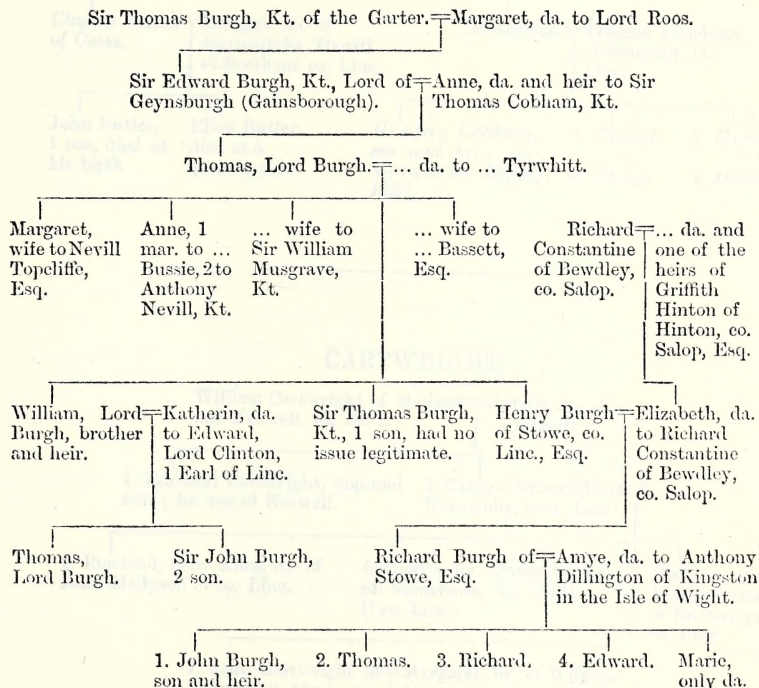 Sir Thomas Burgh, Kt. of the Garter.=Margaret, da. to Lord Roos.
Sir Edward Burgh, Kt., Lord of=Anne, da. and heir to Sir
Geynsburgh (Gainsborough). Thomas Cobham, Kt.
Thomas, Lord Burgh.=... da. to ... Tyrwhitt.
Margaret,
wife to Nevill
Topcliffe,
Esq.
Anne, 1
mar. to ...
Bussie, 2 to
Anthony
Nevill, Kt.
... wife to
Sir William
Musgrave,
Kt.
... wife to
... Bassett,
Esq.
Richard=
Constantine
of Bewdley,
co. Salop.
... da. and
one of the
heirs of
Griffith
Hinton of
Hinton, co.
Salop, Esq.
William, Lord=
Burgh, brother
and heir.
Katherin, da.
to Edward,
Lord Clinton,
1 Earl of Linc.
Sir Thomas Burgh,
Kt., 1 son, had no
issue legitimate.
Henry Burgh=
of Stowe, co.
Linc., Esq.
Elizabeth, da.
to Richard
Constantine
of Bewdley,
co. Salop.
Thomas,
Lord Burgh.
Sir John Burgh,
2 son.
Richard Burgh of=
Stowe, Esq.
Amye, da. to Anthony
Dillington of Kingston
in the Isle of Wight.
1. John Burgh,
son and heir.
2. Thomas.
3. Richard.
4. Edward.
Marie,
only da.